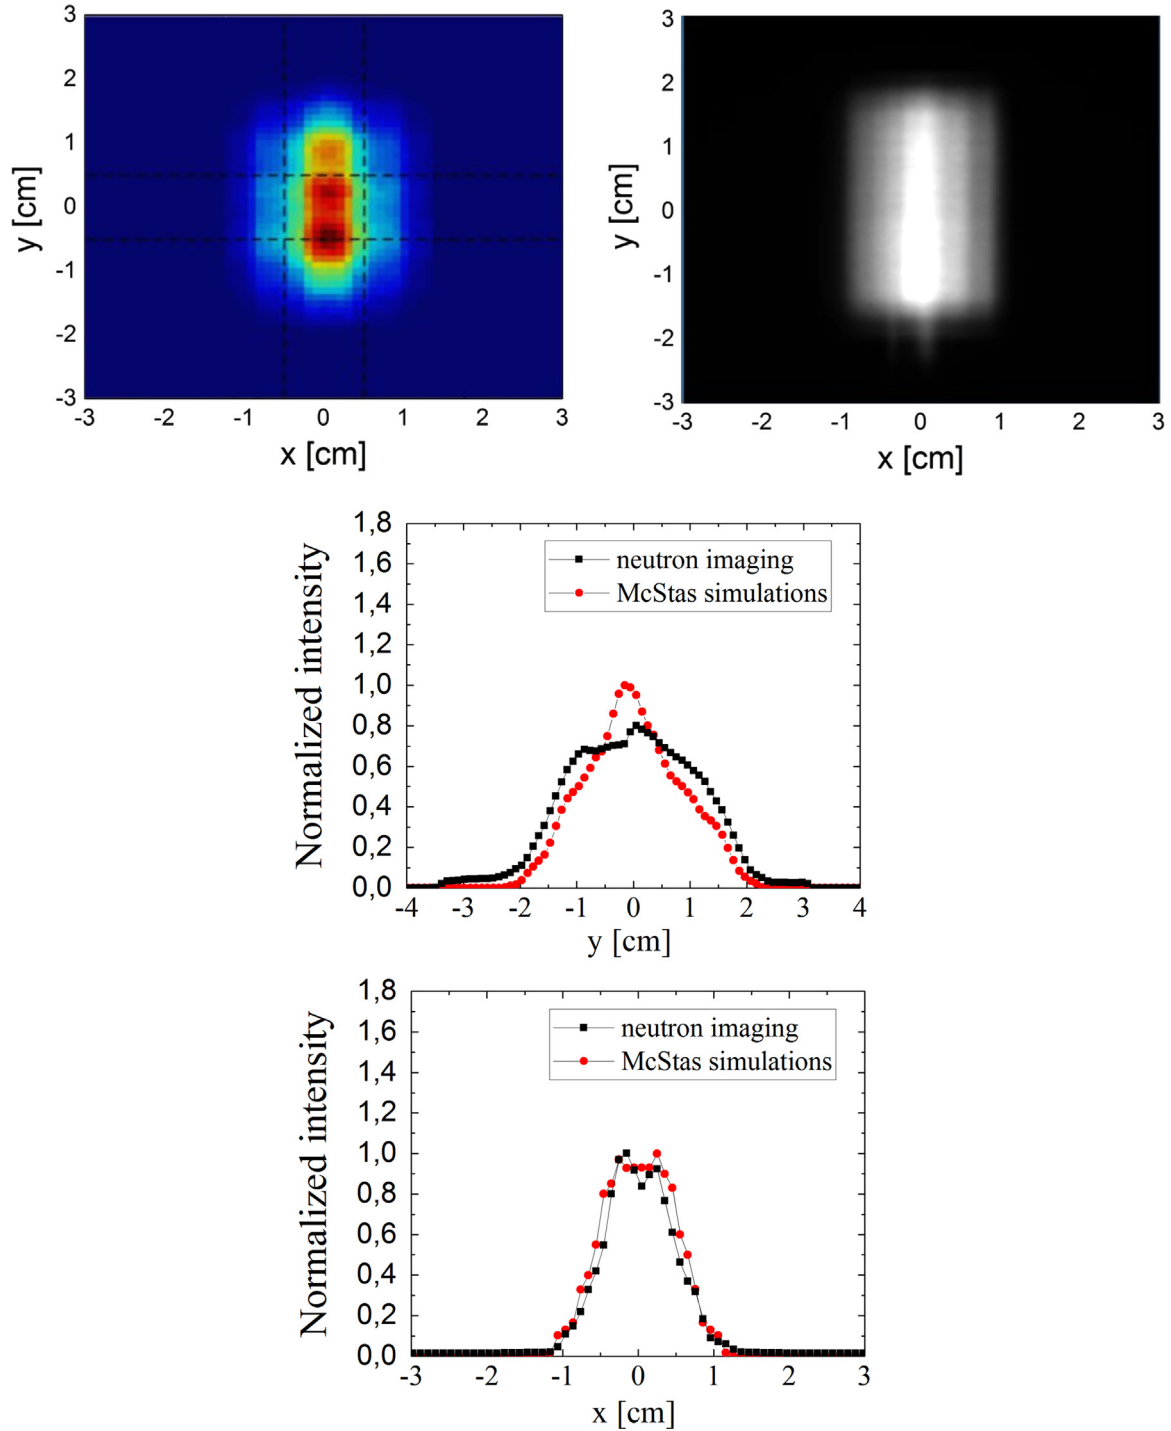 3
2
1
0
-1
-2
-3
y [cm]
-3 -2 -1 0 1 2 3
x [cm]
3
2
1
0
-1
-2
-3
y [cm]
-3 -2 -1 0 1 2 3
x [cm]
1,8
1,6
1,4
1,2
1,0
0,8
0,6
0,4
0,2
0,0
Normalized intensity
neutron imaging
McStas simulations
-4 -3 -2 -1 0 1 2 3 4
y [cm]
1,8
1,6
1,4
1,2
1,0
0,8
0,6
0,4
0,2
0,0
Normalized intensity
neutron imaging
McStas simulations
-3 -2 -1 0 1 2 3
x [cm]